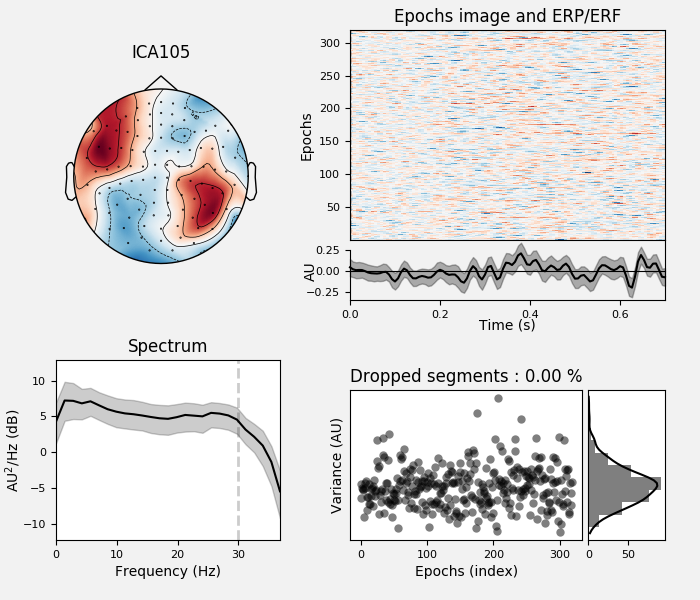 ICA105
Epochs image and ERP/ERF
Epochs
300
250
200
150
100
50
AU
0.25
0.00
−0.25
0.0 0.2 0.4 0.6
Time (s)
Spectrum
AU²/Hz (dB)
10
5
0
−5
−10
0 10 20 30
Frequency (Hz)
Dropped segments : 0.00 %
Variance (AU)
0 100 200 300
Epochs (index)
0 50